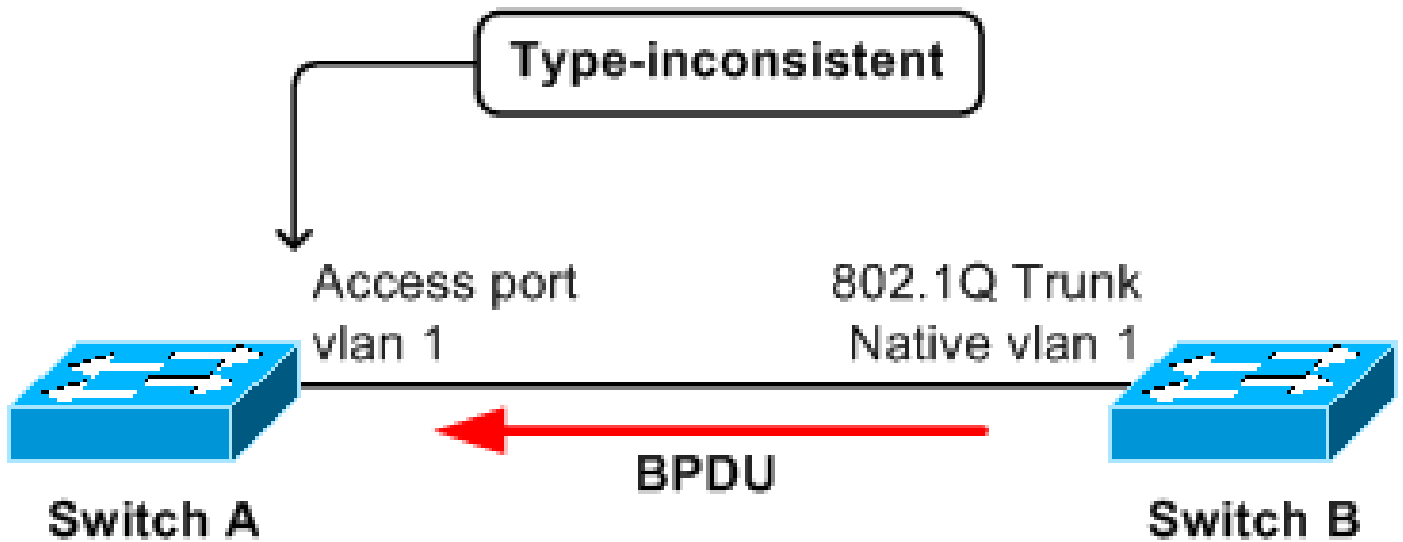 Type-inconsistent
Access port
vlan 1
802.1Q Trunk
Native vlan 1
BPDU
Switch A
Switch B